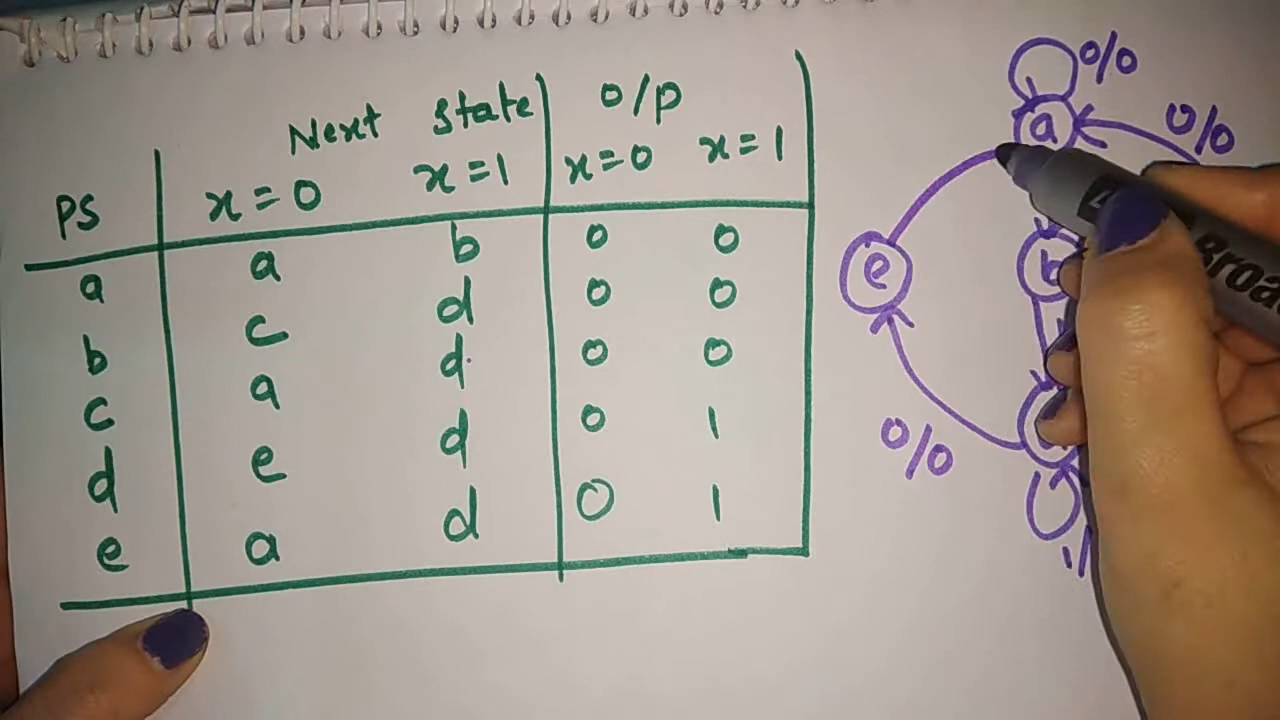 Next State O/P
PS x=0 x=1 x=0 x=1
a a b 0 0
b c d 0 0
c a d 0 0
d e d 0 1
e a d 0 1
0/0
a
0/0
e
b
0/0